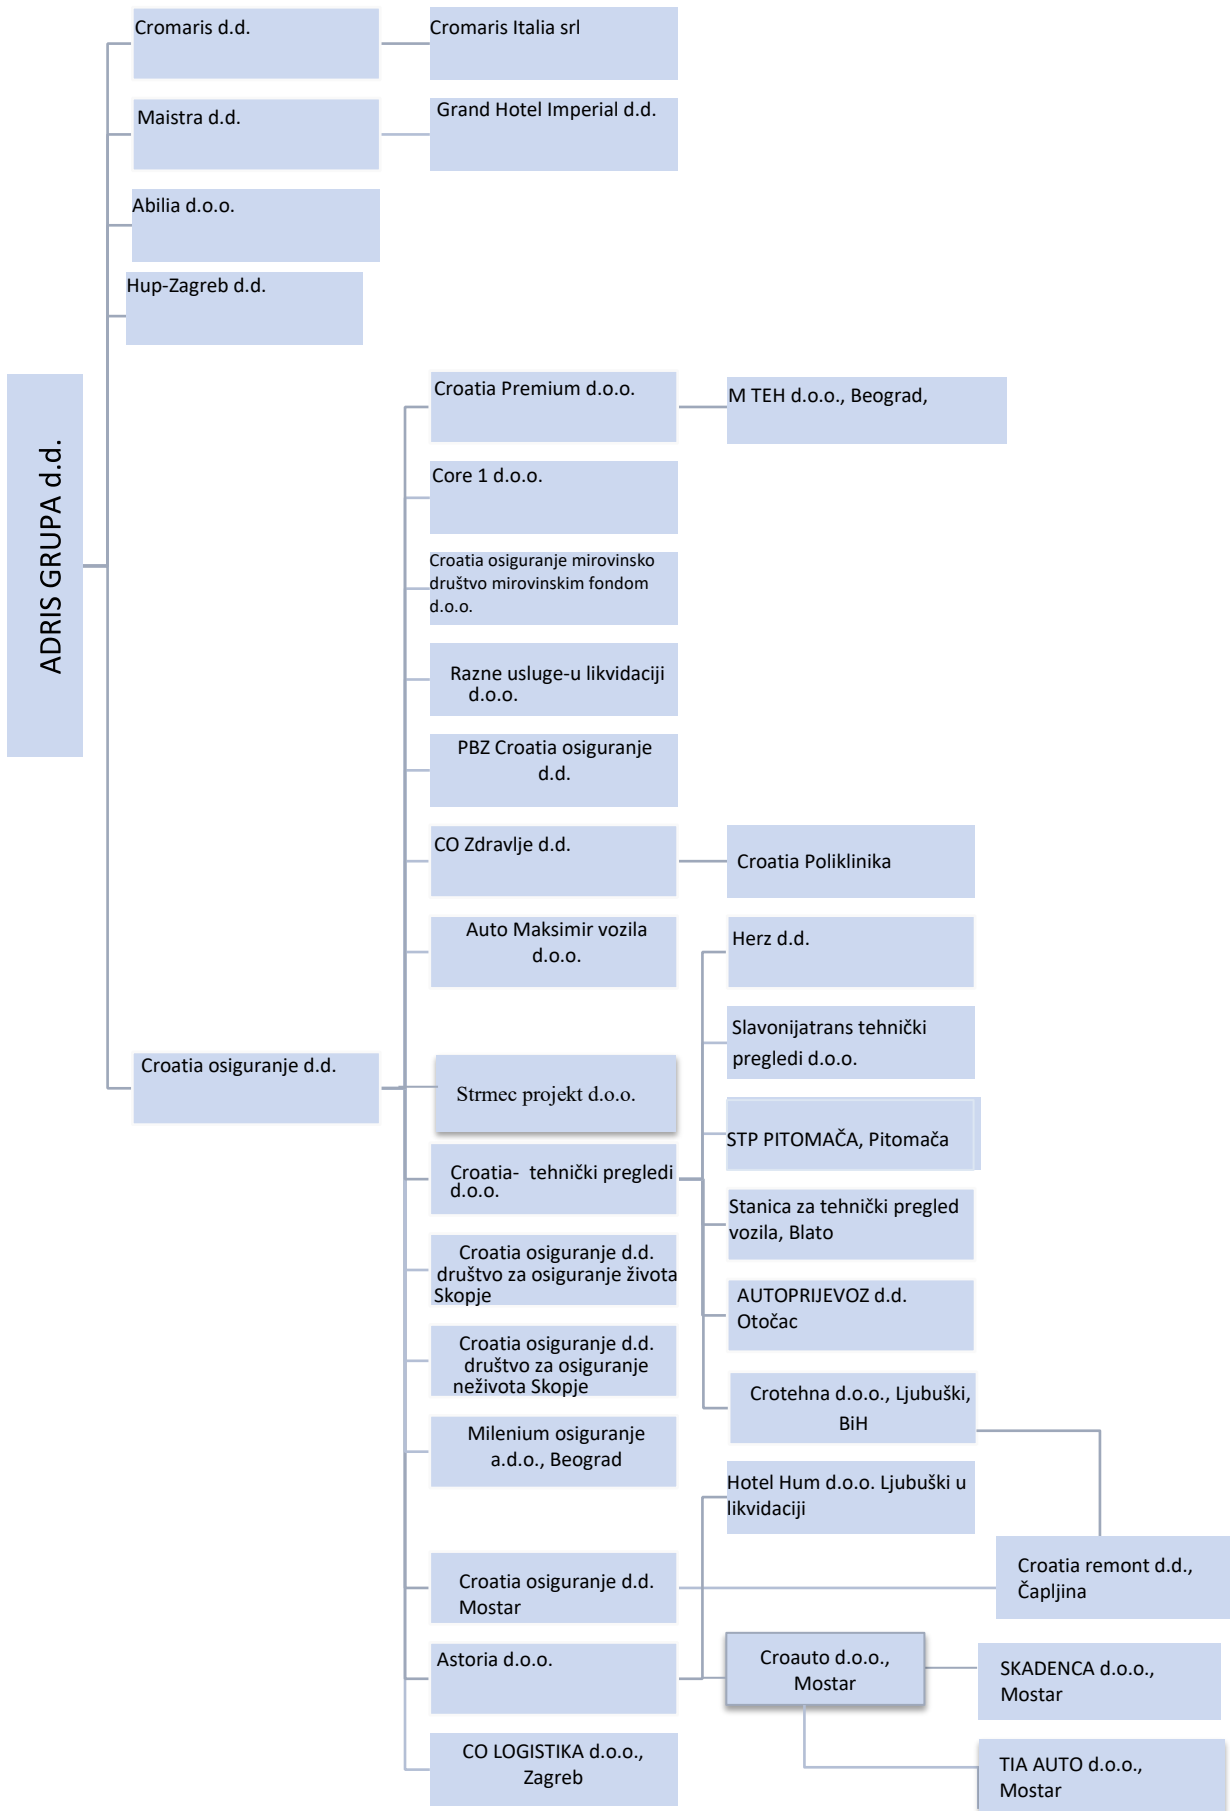 Cromaris d.d.
Cromaris Italia srl
Maistra d.d.
Grand Hotel Imperial d.d.
Abilia d.o.o.
Hup-Zagreb d.d.
ADRIS GRUPA d.d.
Croatia Premium d.o.o.
M TEH d.o.o., Beograd,
Core 1 d.o.o.
Croatia osiguranje mirovinsko
društvo mirovinskim fondom
d.o.o.
Razne usluge-u likvidaciji
d.o.o.
PBZ Croatia osiguranje
d.d.
CO Zdravlje d.d.
Croatia Poliklinika
Auto Maksimir vozila
d.o.o.
Herz d.d.
Slavonijatrans tehnički
pregledi d.o.o.
Croatia osiguranje d.d.
Strmec projekt d.o.o.
STP PITOMAČA, Pitomača
Croatia- tehnički pregledi
d.o.o.
Stanica za tehnički pregled
vozila, Blato
Croatia osiguranje d.d.
društvo za osiguranje života
Skopje
AUTOPRIJEVOZ d.d.
Otočac
Croatia osiguranje d.d.
društvo za osiguranje
neživota Skopje
Crotehna d.o.o., Ljubuški,
BiH
Milenium osiguranje
a.d.o., Beograd
Hotel Hum d.o.o. Ljubuški u
likvidaciji
Croatia osiguranje d.d.
Mostar
Croatia remont d.d.,
Čapljina
Astoria d.o.o.
Croauto d.o.o.,
Mostar
SKADENCA d.o.o.,
Mostar
CO LOGISTIKA d.o.o.,
Zagreb
TIA AUTO d.o.o.,
Mostar